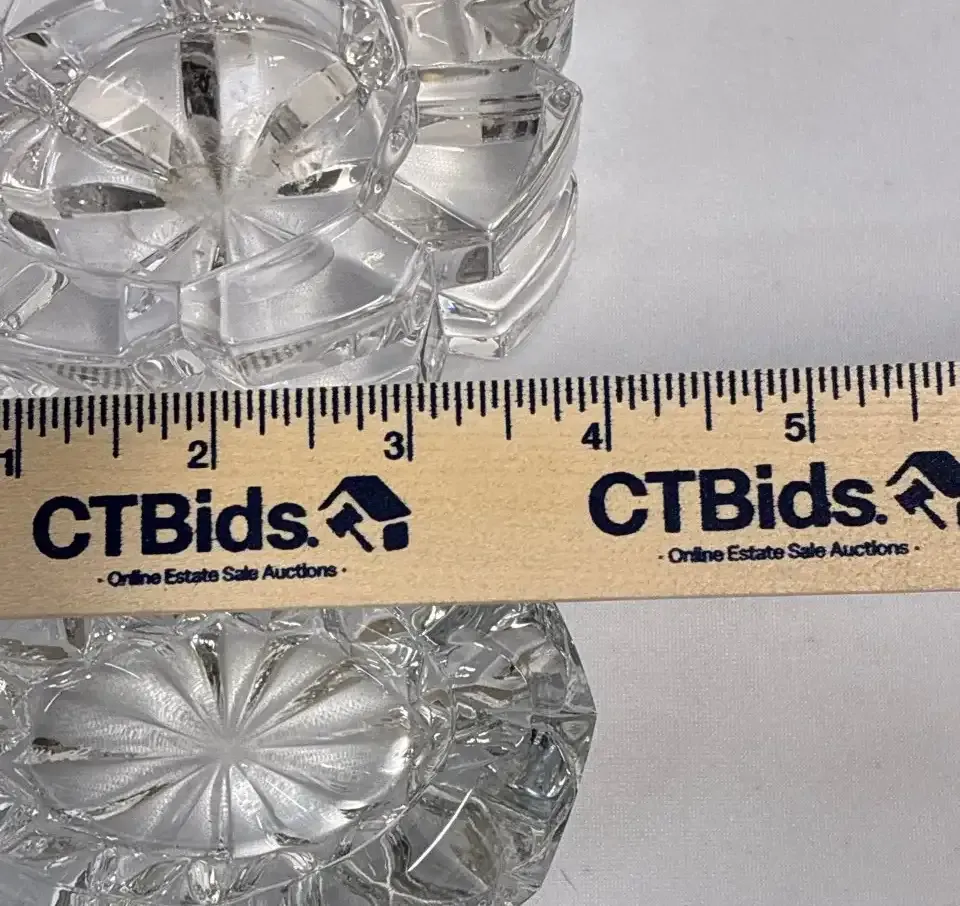 1 2 3 4 5
CTBids. CTBids.
- Online Estate Sale Auctions - - Online Estate Sale Auctions -